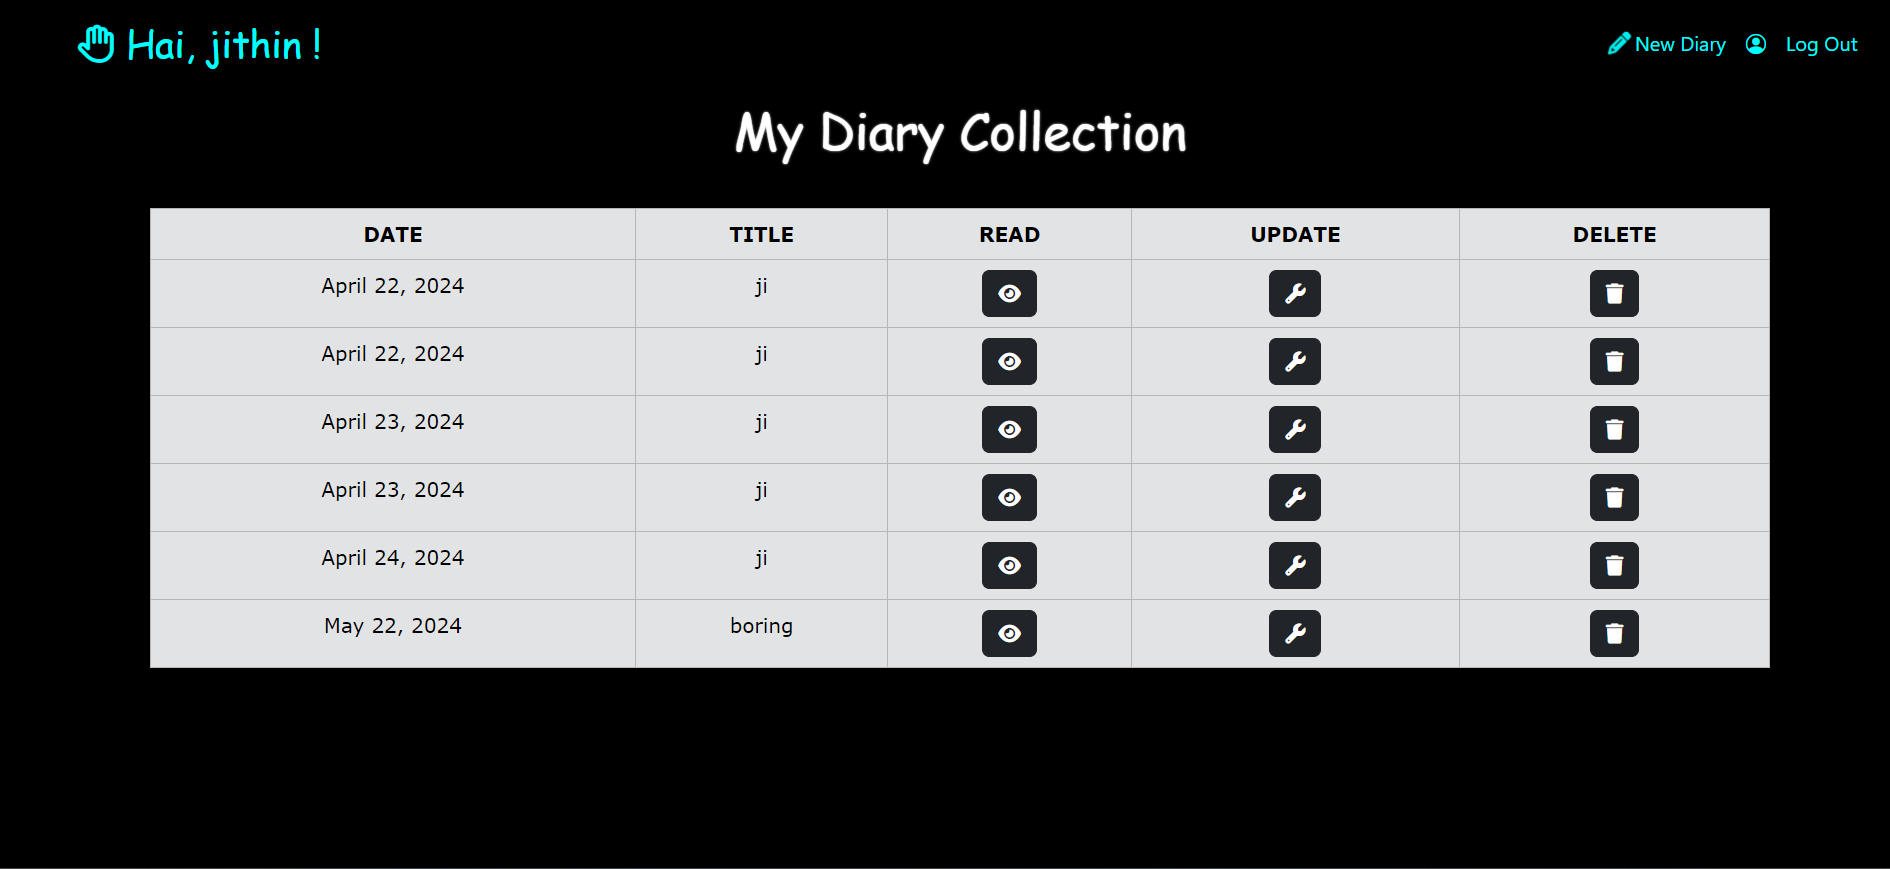 Hai, jithin !
New Diary Log Out
My Diary Collection
DATE TITLE READ UPDATE DELETE
April 22, 2024 ji
April 22, 2024 ji
April 23, 2024 ji
April 23, 2024 ji
April 24, 2024 ji
May 22, 2024 boring